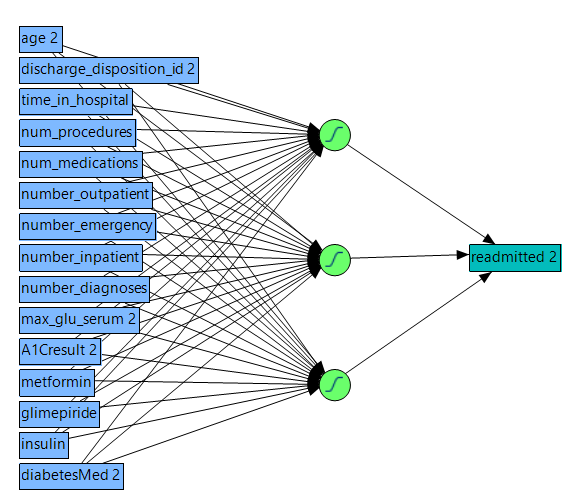 age 2
discharge_disposition_id 2
time_in_hospital
num_procedures
num_medications
number_outpatient
number_emergency
number_inpatient
number_diagnoses
max_glu_serum 2
A1Cresult 2
metformin
glimepiride
insulin
diabetesMed 2
readmitted 2